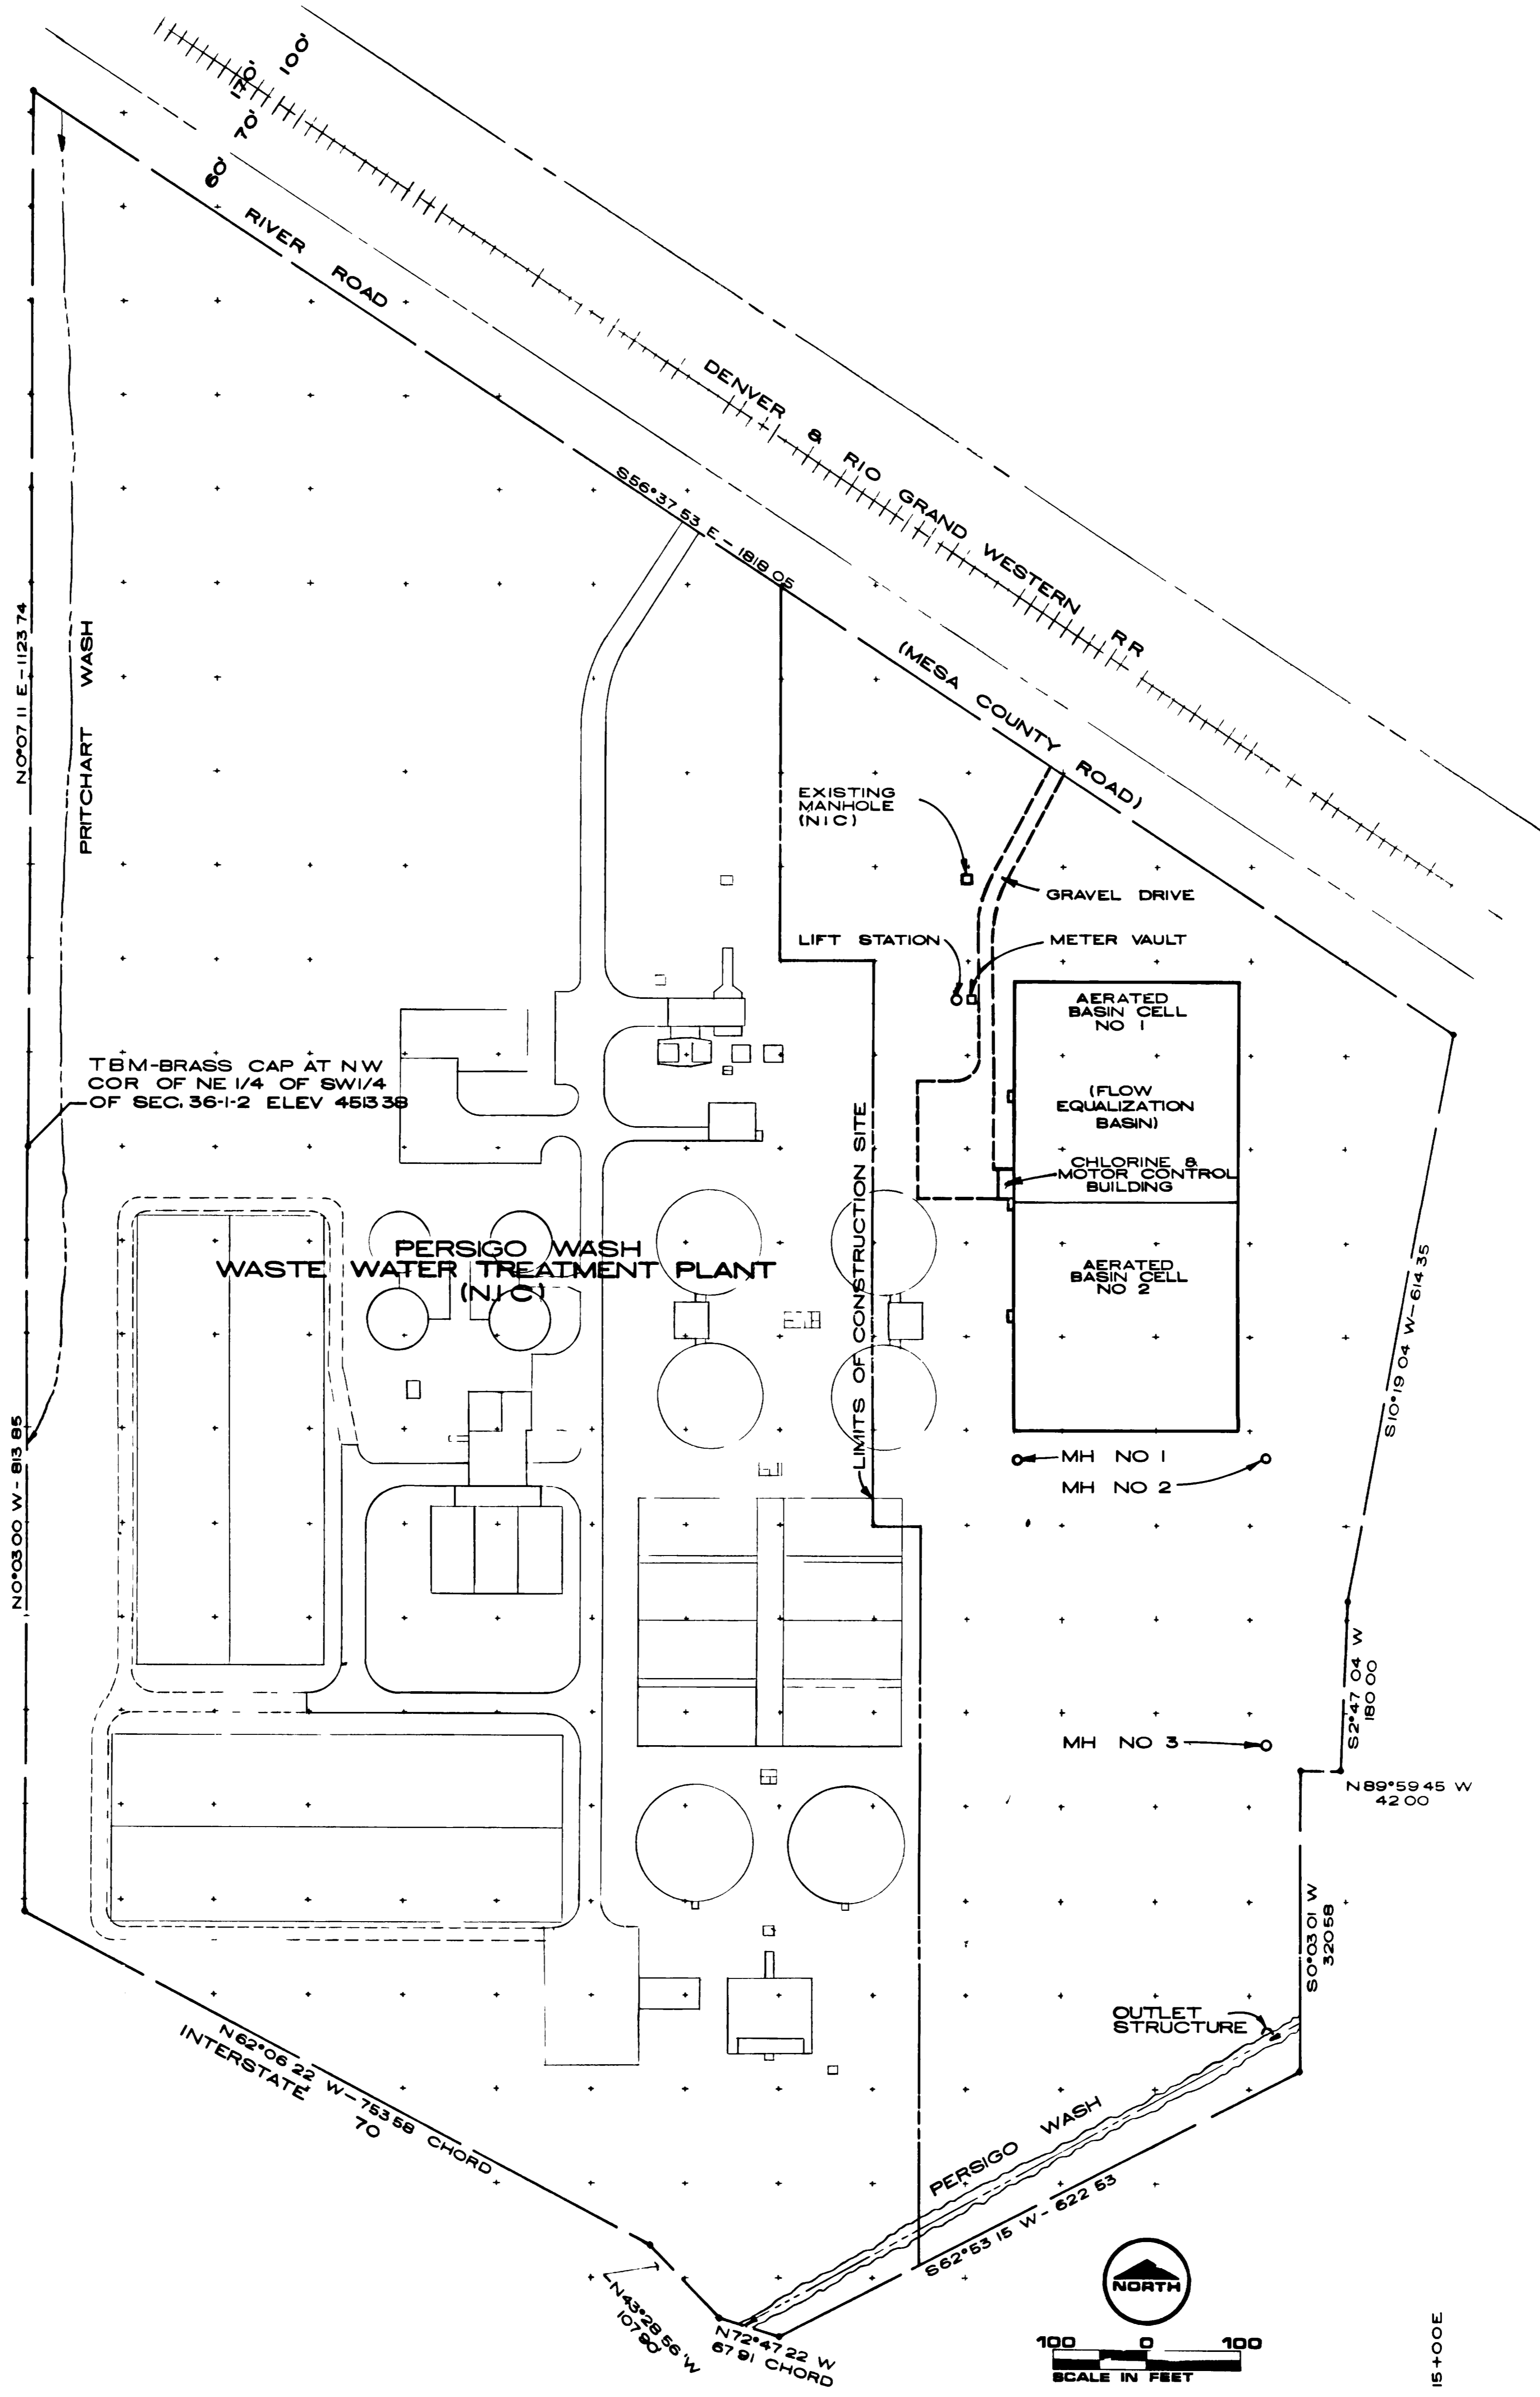 100'
170'
70'
60'
RIVER ROAD
DENVER & RIO GRAND WESTERN RR
S56°37 53 E - 1818 05
(MESA COUNTY ROAD)
N0°07 11 E - 1123 74
PRITCHART WASH
EXISTING
MANHOLE
(NIC)
GRAVEL DRIVE
LIFT STATION
METER VAULT
AERATED
BASIN CELL
NO 1
(FLOW
EQUALIZATION
BASIN)
CHLORINE &
MOTOR CONTROL
BUILDING
TBM-BRASS CAP AT NW
COR OF NE 1/4 OF SW1/4
OF SEC. 36-1-2 ELEV 4513 38
LIMITS OF CONSTRUCTION SITE
PERSIGO WASH
WASTE WATER TREATMENT PLANT
(N.I.C)
AERATED
BASIN CELL
NO 2
S10°19 04 W - 614 35
N0°03 00 W - 813 85
MH NO 1
MH NO 2
S2°47 04 W
180 00
MH NO 3
N89°59 45 W
42 00
S0°03 01 W
320 58
OUTLET
STRUCTURE
N62°06 22 W - 753 58 CHORD
INTERSTATE
70
PERSIGO WASH
S62°53 15 W - 622 53
N43°28 56 W
107 90'
N72°47 22 W
67 91 CHORD
NORTH
100 0 100
SCALE IN FEET
15+00E